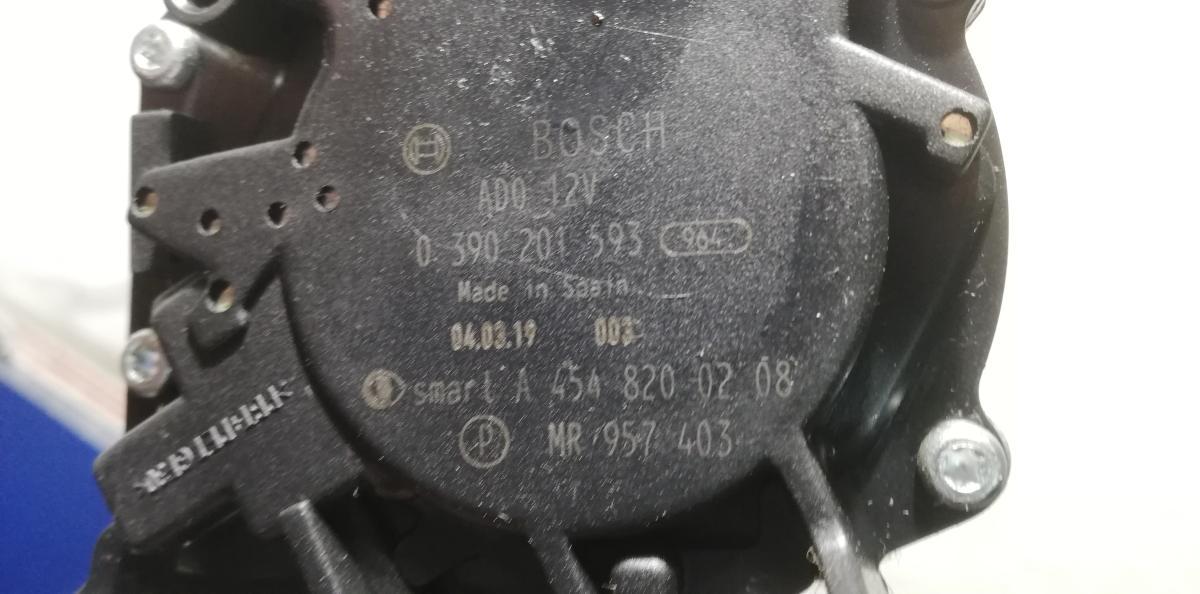 BOSCH
AD0 12V
0 390 201 593 964
Made in Spain
04.03.19 003
smart A 454 820 02 08
P MR 957 403